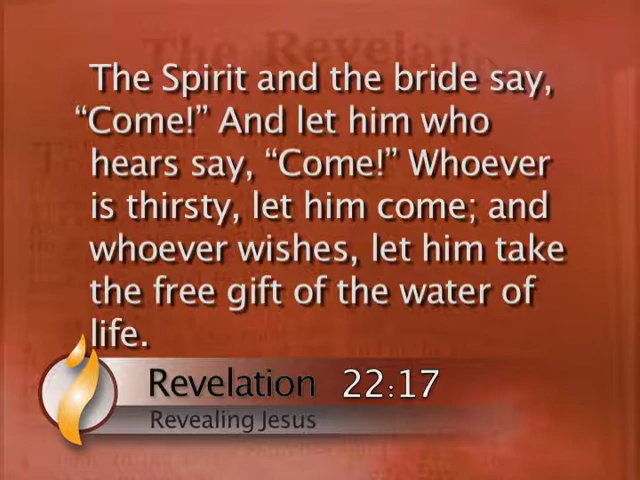 The Revelation
The Spirit and the bride say,
“Come!” And let him who
hears say, “Come!” Whoever
is thirsty, let him come; and
whoever wishes, let him take
the free gift of the water of
life.
Revelation 22:17
Revealing Jesus